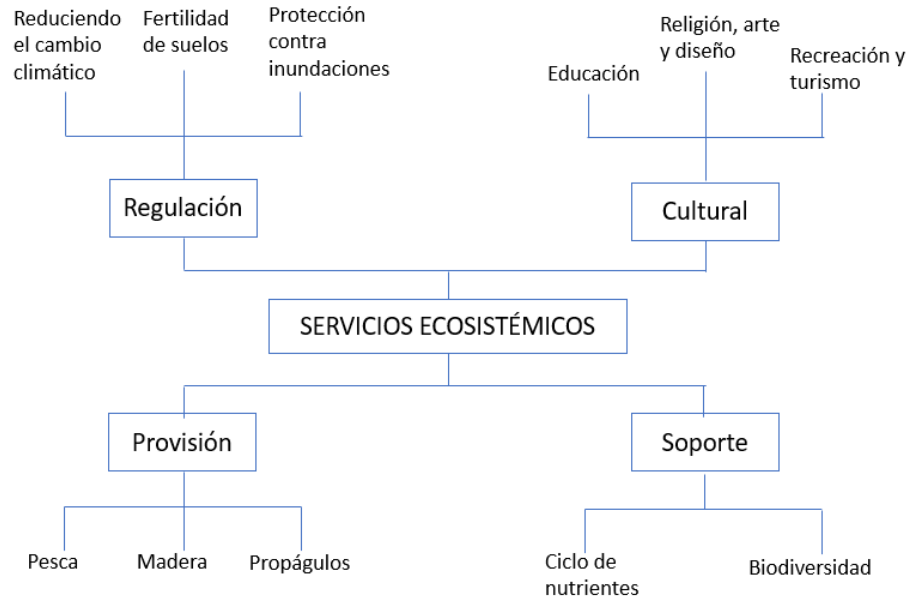 Reduciendo
el cambio
climático
Fertilidad
de suelos
Protección
contra
inundaciones
Educación
Religión, arte
y diseño
Recreación y
turismo
Regulación
Cultural
SERVICIOS ECOSISTÉMICOS
Provisión
Soporte
Pesca
Madera
Propágulos
Ciclo de
nutrientes
Biodiversidad